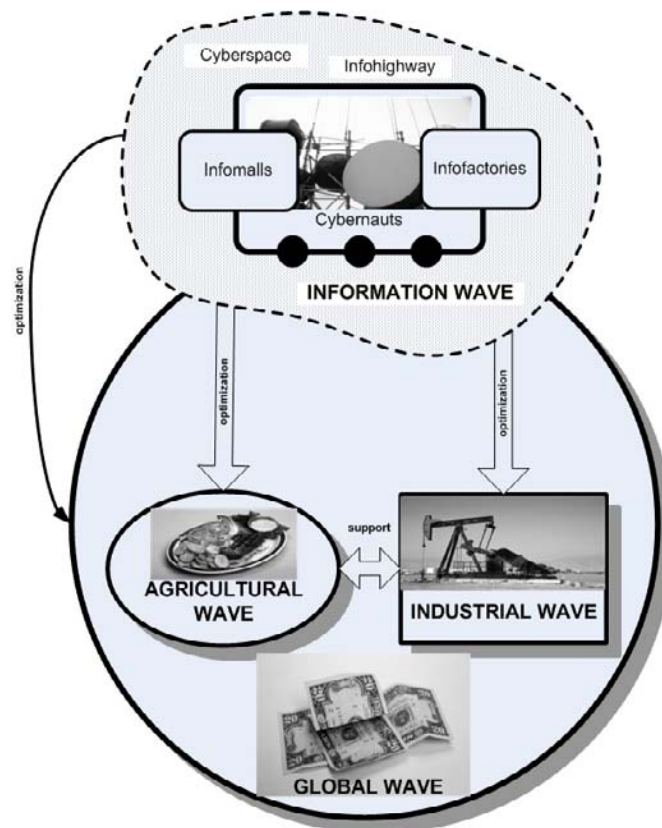 Cyberspace
Infohighway
Infomalls
Infofactories
Cybernauts
INFORMATION WAVE
optimization
optimization
optimization
support
AGRICULTURAL
WAVE
INDUSTRIAL WAVE
GLOBAL WAVE